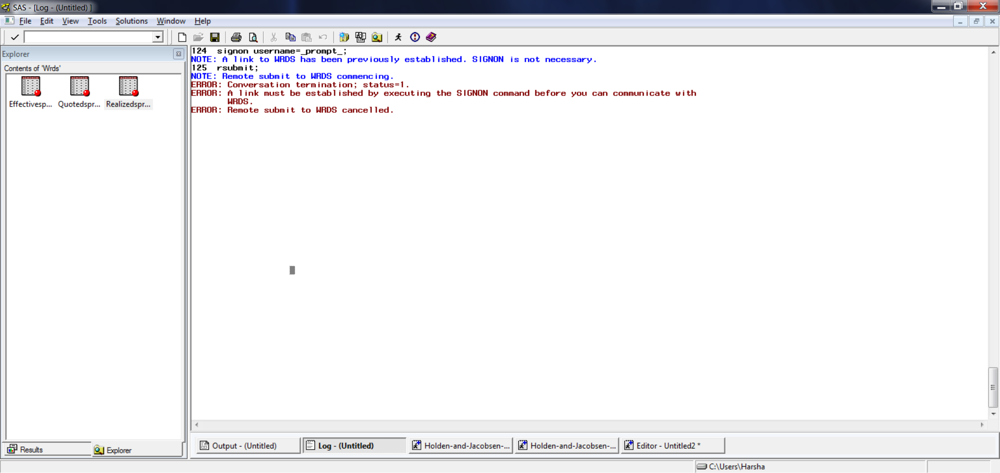 SAS - [Log - (Untitled) ]
File Edit View Tools Solutions Window Help
Explorer
Contents of 'Wrds'
Effectivesp... Quotedspr... Realizedspr...
124 signon username=_prompt_;
NOTE: A link to WRDS has been previously established. SIGNON is not necessary.
125 rsubmit;
NOTE: Remote submit to WRDS commencing.
ERROR: Conversation termination; status=1.
ERROR: A link must be established by executing the SIGNON command before you can communicate with
WRDS.
ERROR: Remote submit to WRDS cancelled.
Results Explorer
Output - (Untitled) Log - (Untitled) Holden-and-Jacobsen-... Holden-and-Jacobsen-... Editor - Untitled2 *
C:\Users\Harsha